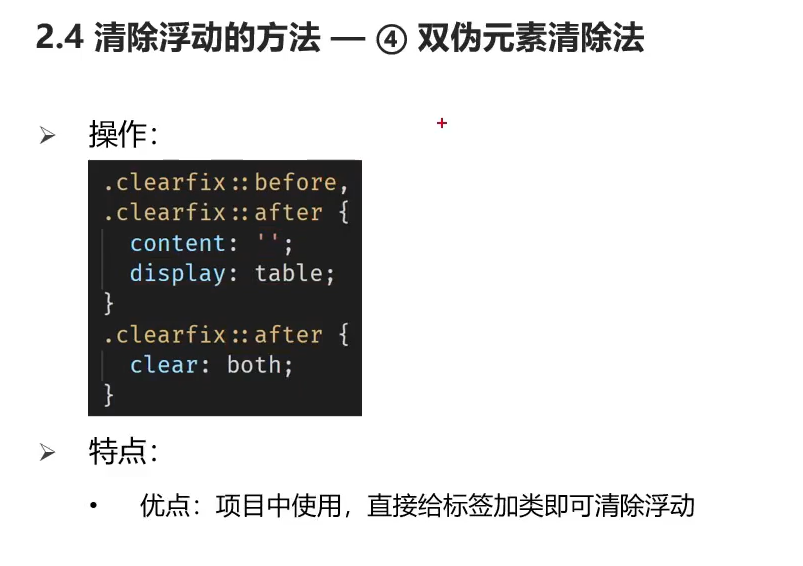 2.4 清除浮动的方法 — ④ 双伪元素清除法
➢ 操作：
.clearfix::before,
.clearfix::after {
  content: '';
  display: table;
}
.clearfix::after {
  clear: both;
}
➢ 特点：
• 优点：项目中使用，直接给标签加类即可清除浮动